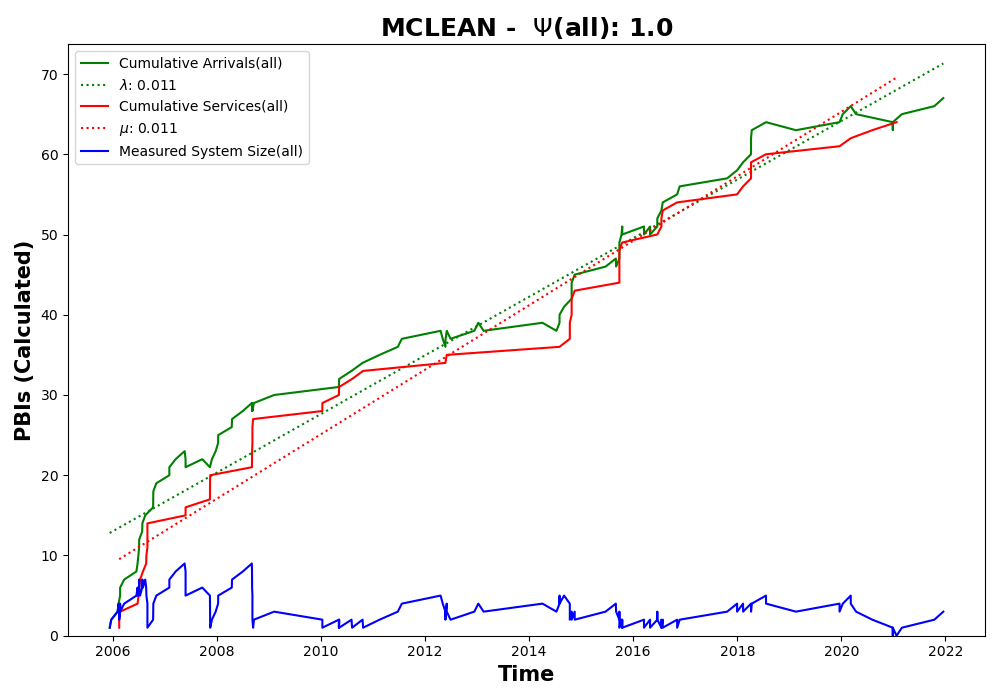 MCLEAN - Ψ(all): 1.0
Cumulative Arrivals(all)
λ: 0.011
Cumulative Services(all)
μ: 0.011
Measured System Size(all)
PBIs (Calculated)
70
60
50
40
30
20
10
0
2006 2008 2010 2012 2014 2016 2018 2020 2022
Time